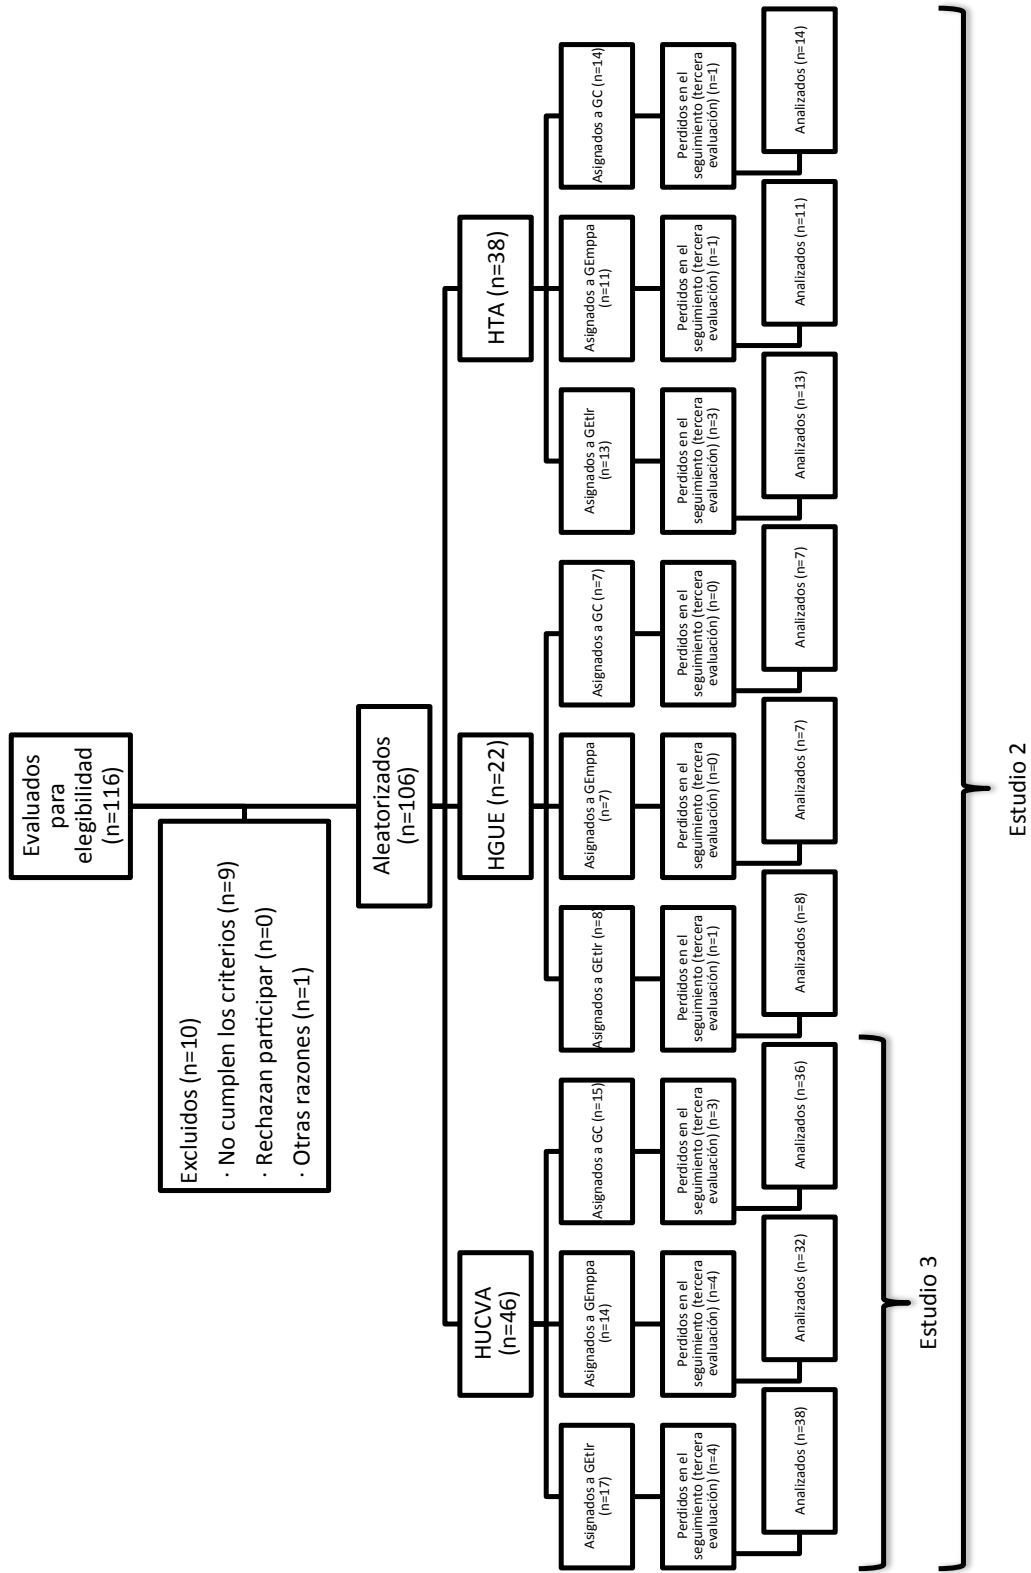 Evaluados
para
elegibilidad
(n=116)
Excluidos (n=10)
· No cumplen los criterios (n=9)
· Rechazan participar (n=0)
· Otras razones (n=1)
Aleatorizados
(n=106)
HUCVA
(n=46)
HGUE (n=22)
HTA (n=38)
Asignados a GEtlr
(n=17)
Asignados a GEmppa
(n=14)
Asignados a GC (n=15)
Asignados a GEtlr (n=8)
Asignados a GEmppa
(n=7)
Asignados a GC (n=7)
Asignados a GEtlr
(n=13)
Asignados a GEmppa
(n=11)
Asignados a GC (n=14)
Perdidos en el
seguimiento (tercera
evaluación) (n=4)
Perdidos en el
seguimiento (tercera
evaluación) (n=4)
Perdidos en el
seguimiento (tercera
evaluación) (n=3)
Perdidos en el
seguimiento (tercera
evaluación) (n=1)
Perdidos en el
seguimiento (tercera
evaluación) (n=0)
Perdidos en el
seguimiento (tercera
evaluación) (n=0)
Perdidos en el
seguimiento (tercera
evaluación) (n=3)
Perdidos en el
seguimiento (tercera
evaluación) (n=1)
Perdidos en el
seguimiento (tercera
evaluación) (n=1)
Analizados (n=38)
Analizados (n=32)
Analizados (n=36)
Analizados (n=8)
Analizados (n=7)
Analizados (n=7)
Analizados (n=13)
Analizados (n=11)
Analizados (n=14)
Estudio 3
Estudio 2